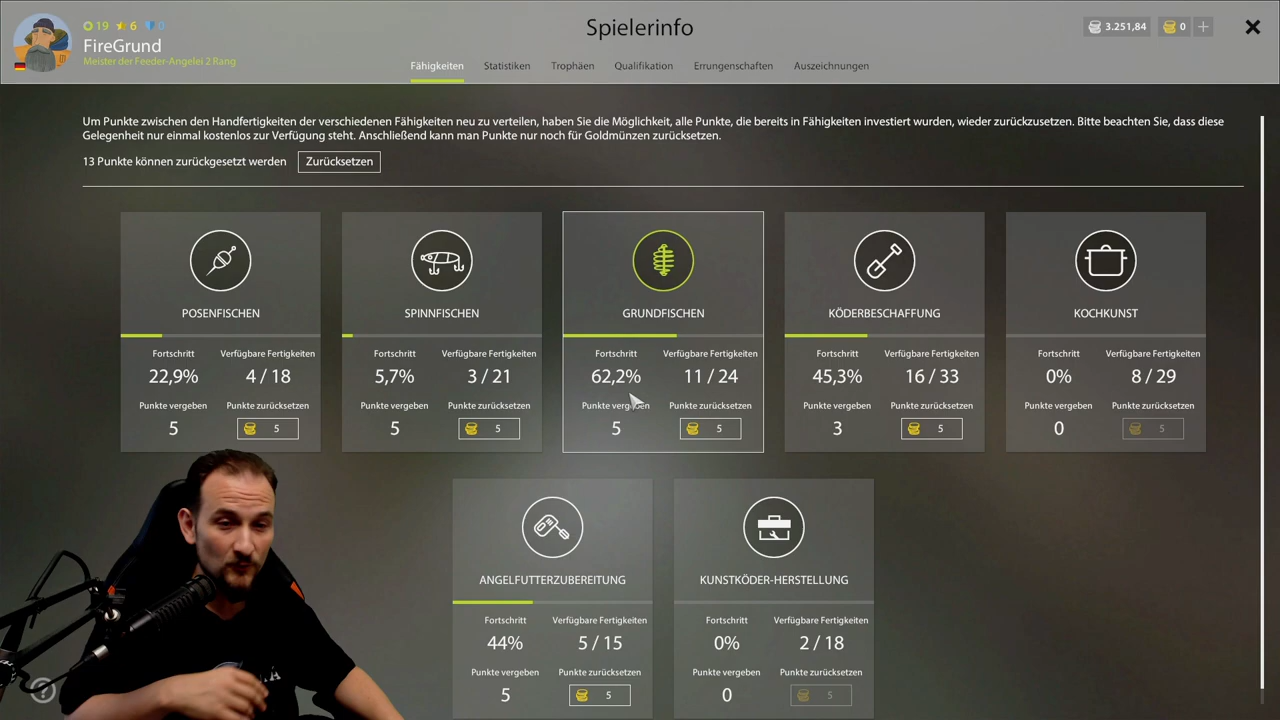 19 6 0
FireGrund
Meister der Feeder-Angelei 2 Rang
Spielerinfo
3.251,84 0
Fähigkeiten Statistiken Trophäen Qualifikation Errungenschaften Auszeichnungen
Um Punkte zwischen den Handfertigkeiten der verschiedenen Fähigkeiten neu zu verteilen, haben Sie die Möglichkeit, alle Punkte, die bereits in Fähigkeiten investiert wurden, wieder zurückzusetzen. Bitte beachten Sie, dass diese
Gelegenheit nur einmal kostenlos zur Verfügung steht. Anschließend kann man Punkte nur noch für Goldmünzen zurücksetzen.
13 Punkte können zurückgesetzt werden Zurücksetzen
POSENFISCHEN
Fortschritt Verfügbare Fertigkeiten
22,9% 4 / 18
Punkte vergeben Punkte zurücksetzen
5 5
SPINNFISCHEN
Fortschritt Verfügbare Fertigkeiten
5,7% 3 / 21
Punkte vergeben Punkte zurücksetzen
5 5
GRUNDFISCHEN
Fortschritt Verfügbare Fertigkeiten
62,2% 11 / 24
Punkte vergeben Punkte zurücksetzen
5 5
KÖDERBESCHAFFUNG
Fortschritt Verfügbare Fertigkeiten
45,3% 16 / 33
Punkte vergeben Punkte zurücksetzen
3 5
KOCHKUNST
Fortschritt Verfügbare Fertigkeiten
0% 8 / 29
Punkte vergeben Punkte zurücksetzen
0 5
ANGELFUTTERZUBEREITUNG
Fortschritt Verfügbare Fertigkeiten
44% 5 / 15
Punkte vergeben Punkte zurücksetzen
5 5
KUNSTKÖDER-HERSTELLUNG
Fortschritt Verfügbare Fertigkeiten
0% 2 / 18
Punkte vergeben Punkte zurücksetzen
0 5
?